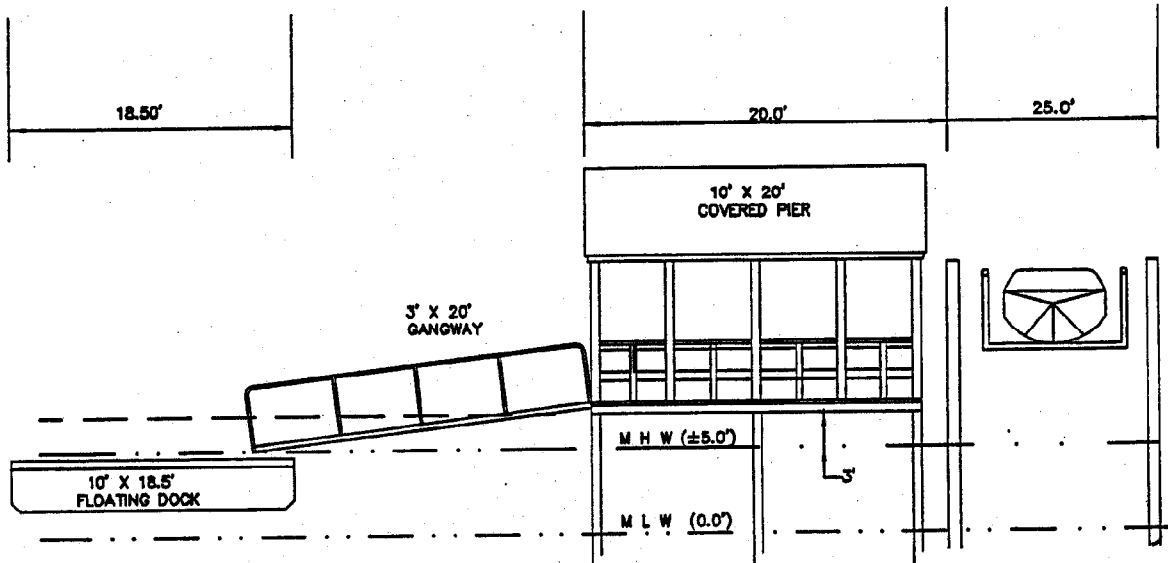 18.50'
20.0'
25.0'
10' X 20'
COVERED PIER
3' X 20'
GANGWAY
M H W (±5.0')
3'
10' X 18.5'
FLOATING DOCK
M L W (0.0')